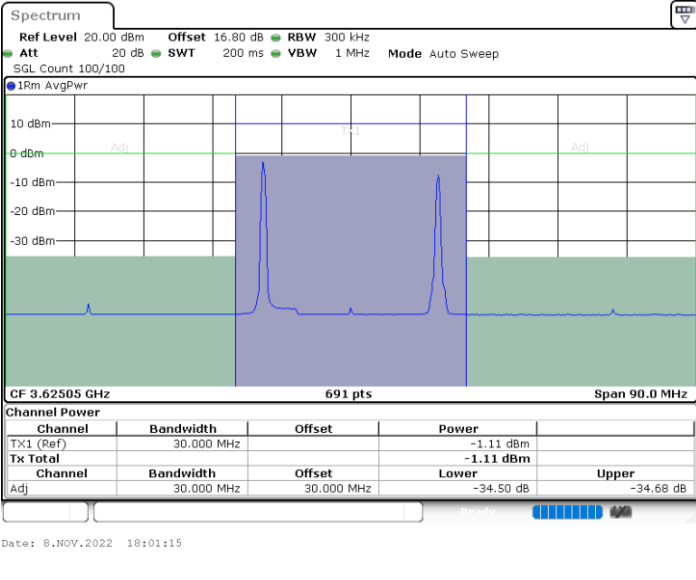 Spectrum
Ref Level 20.00 dBm Offset 16.80 dB RBW 300 kHz
Att 20 dB SWT 200 ms VBW 1 MHz Mode Auto Sweep
SGL Count 100/100
1Rm AvgPwr
10 dBm
TX1
Adj Adj
0 dBm
-10 dBm
-20 dBm
-30 dBm
CF 3.62505 GHz 691 pts Span 90.0 MHz
Channel Power
Channel Bandwidth Offset Power
TX1 (Ref) 30.000 MHz -1.11 dBm
Tx Total -1.11 dBm
Channel Bandwidth Offset Lower Upper
Adj 30.000 MHz 30.000 MHz -34.50 dB -34.68 dB
Ready
Date: 8.NOV.2022 18:01:15